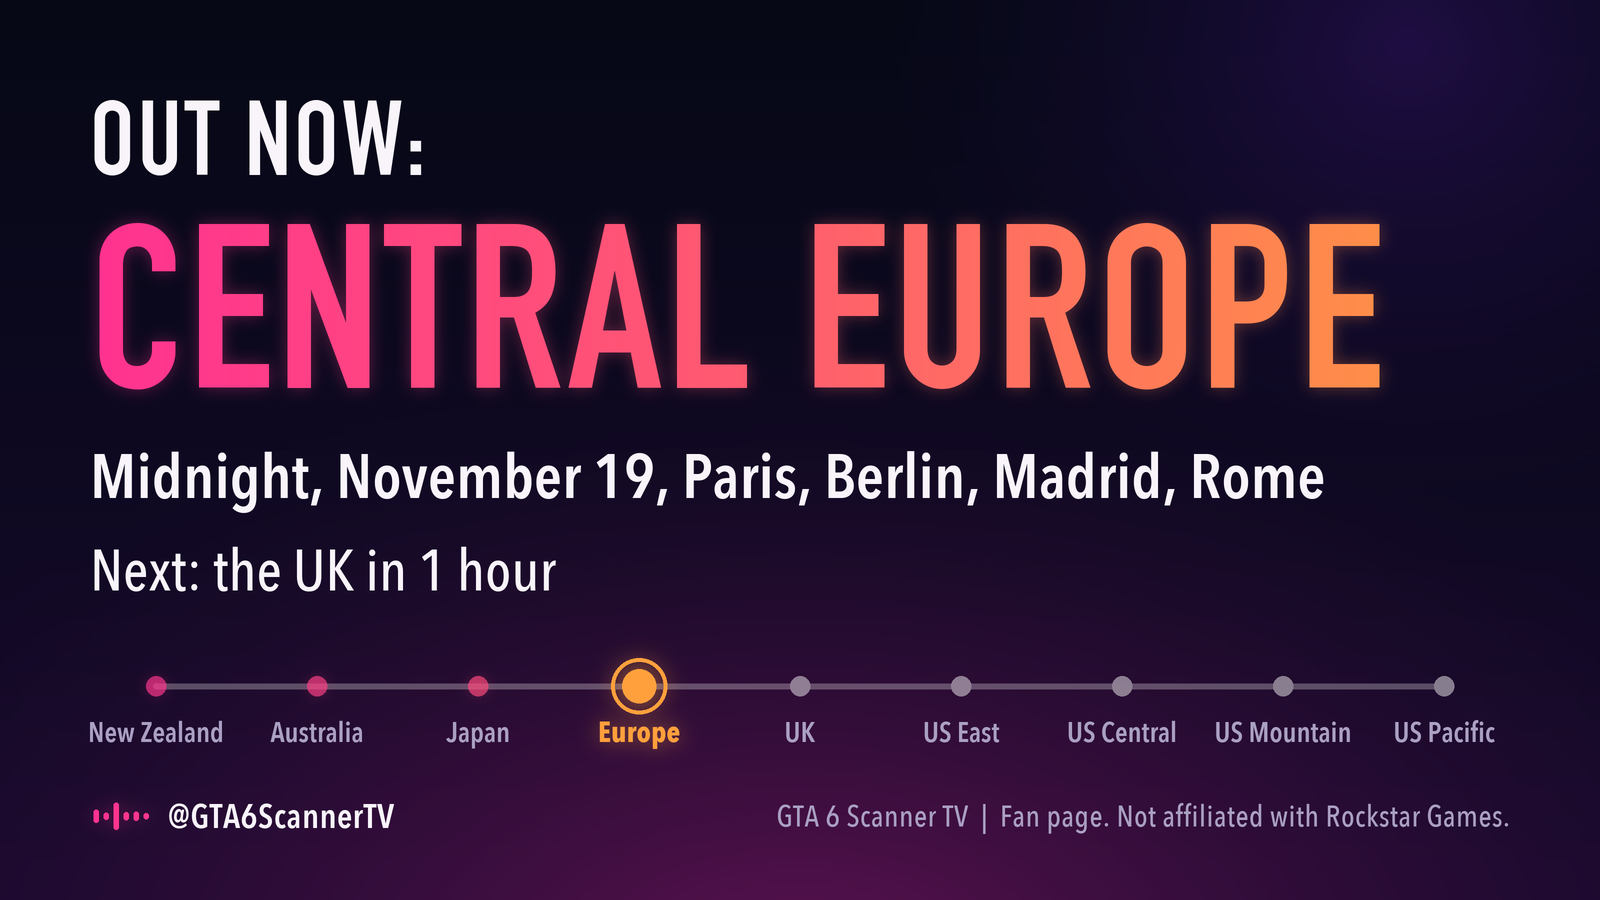 OUT NOW:
CENTRAL EUROPE
Midnight, November 19, Paris, Berlin, Madrid, Rome
Next: the UK in 1 hour
New Zealand
Australia
Japan
Europe
UK
US East
US Central
US Mountain
US Pacific
@GTA6ScannerTV
GTA 6 Scanner TV | Fan page. Not affiliated with Rockstar Games.